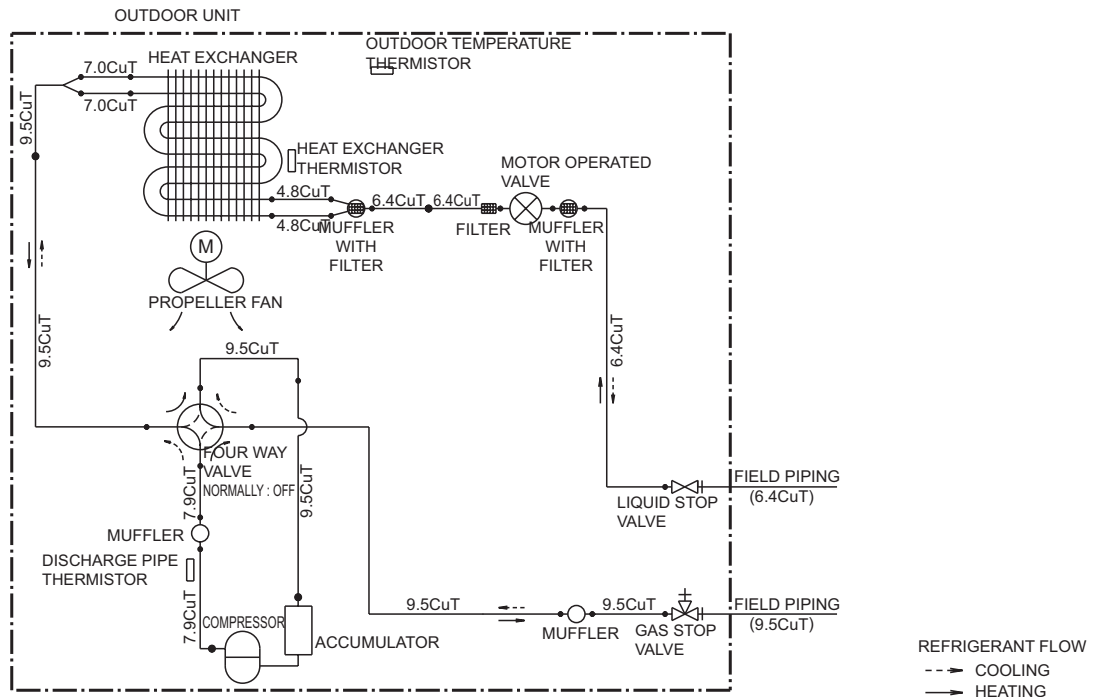 OUTDOOR UNIT
OUTDOOR TEMPERATURE
THERMISTOR
HEAT EXCHANGER
7.0CuT
7.0CuT
9.5CuT
HEAT EXCHANGER
THERMISTOR
MOTOR OPERATED
VALVE
4.8CuT
4.8CuT
6.4CuT
6.4CuT
MUFFLER
WITH
FILTER
FILTER
MUFFLER
WITH
FILTER
M
PROPELLER FAN
9.5CuT
9.5CuT
6.4CuT
FOUR WAY
VALVE
NORMALLY : OFF
7.9CuT
9.5CuT
FIELD PIPING
(6.4CuT)
LIQUID STOP
VALVE
MUFFLER
DISCHARGE PIPE
THERMISTOR
7.9CuT
COMPRESSOR
ACCUMULATOR
9.5CuT
9.5CuT
MUFFLER
GAS STOP
VALVE
FIELD PIPING
(9.5CuT)
REFRIGERANT FLOW
COOLING
HEATING